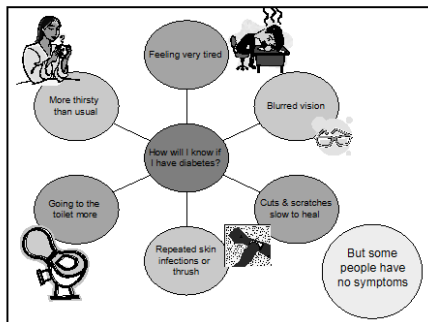 Feeling very tired
More thirsty
than usual
Blurred vision
How will I know if
I have diabetes?
Going to the
toilet more
Cuts & scratches
slow to heal
Repeated skin
infections or
thrush
But some
people have
no symptoms